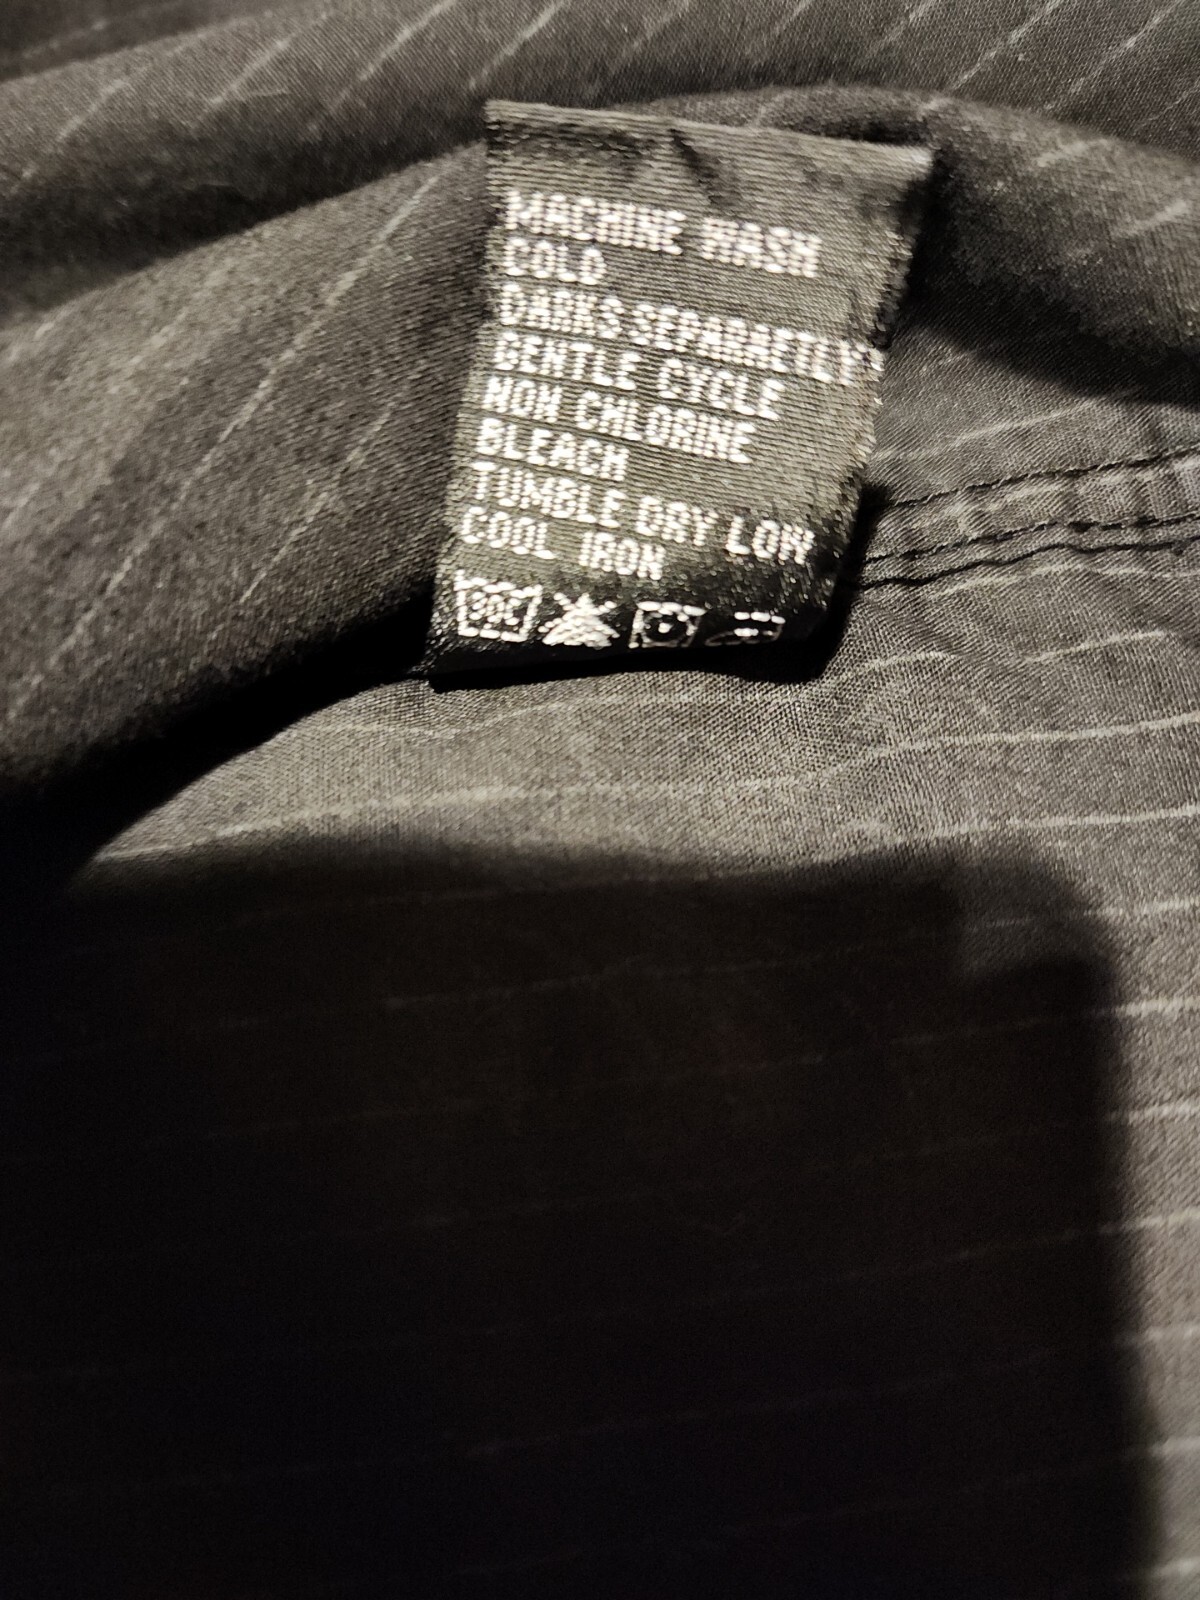 MACHINE WASH
COLD
DARKS SEPARAETLY
GENTLE CYCLE
NON CHLORINE
BLEACH
TUMBLE DRY LOW
COOL IRON